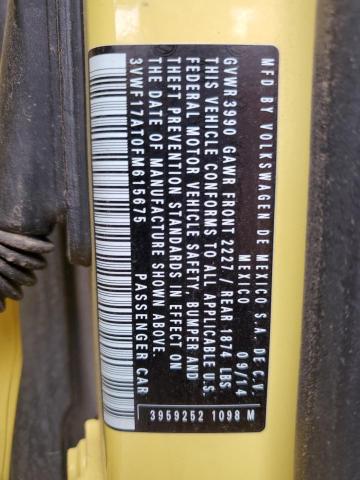 MFD BY VOLKSWAGEN DE MEXICO S.A. DE C.V
MEXICO 09/14
GVWR3990 GAWR FRONT 2227/ REAR 1874 LBS
THIS VEHICLE CONFORMS TO ALL APPLICABLE U.S.
FEDERAL MOTOR VEHICLE SAFETY, BUMPER AND
THEFT PREVENTION STANDARDS IN EFFECT ON
THE DATE OF MANUFACTURE SHOWN ABOVE.
3VWF17AT0FM615675 PASSENGER CAR
3959252 1098 M